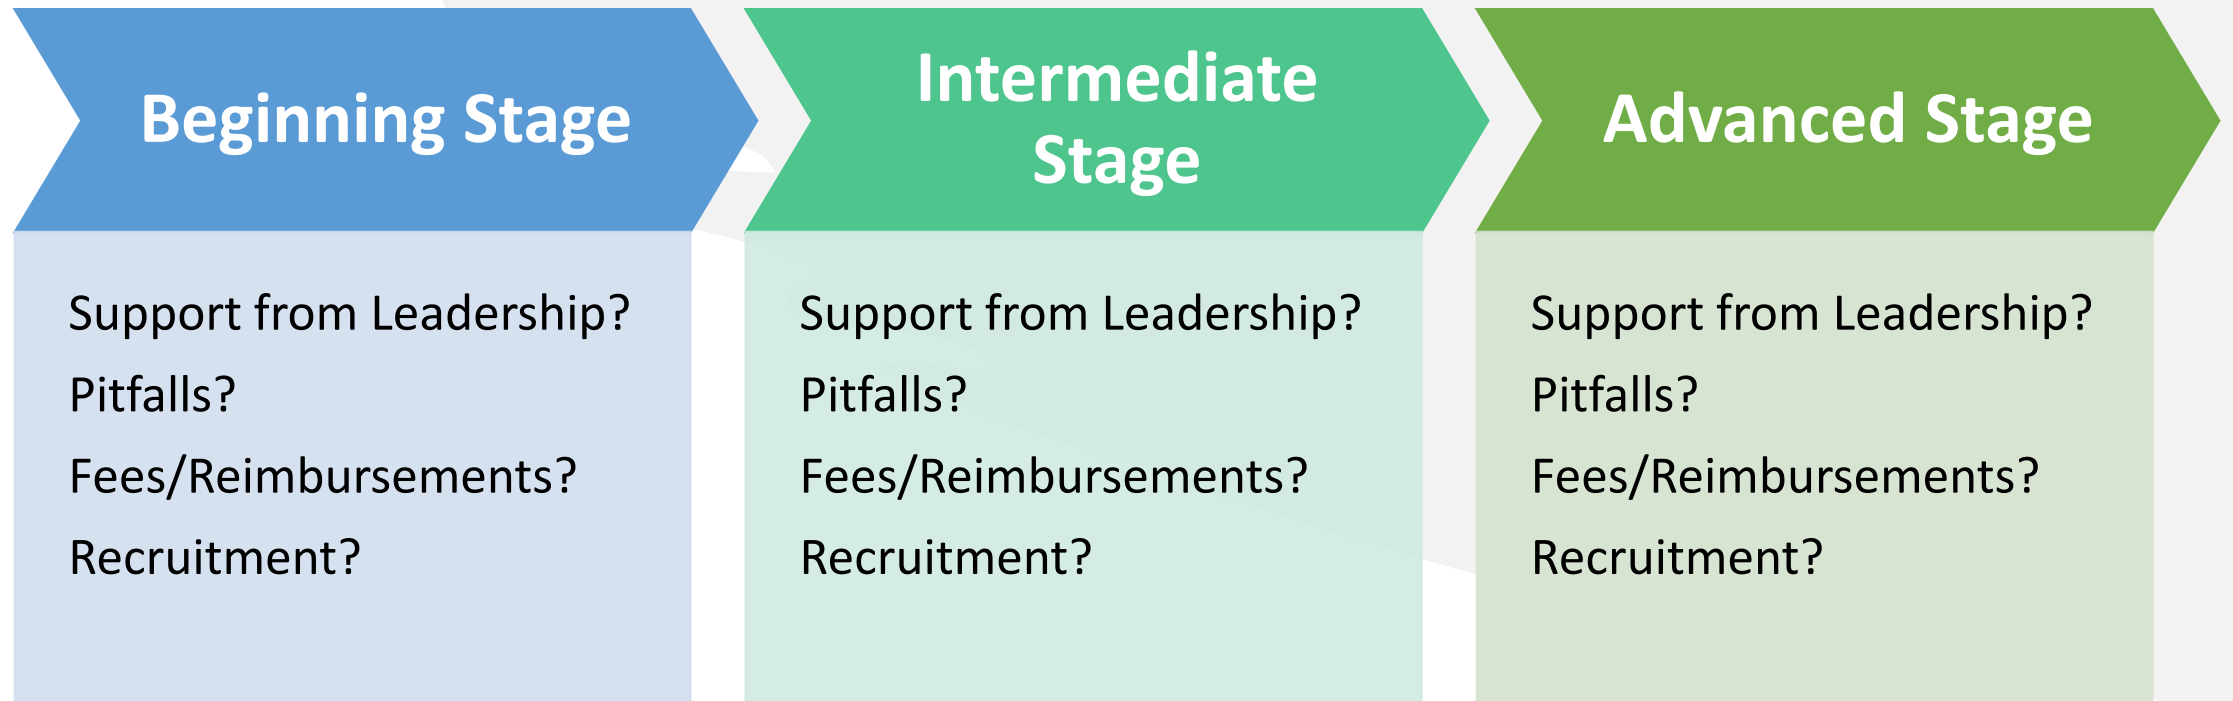 Beginning Stage
Support from Leadership?
Pitfalls?
Fees/Reimbursements?
Recruitment?
Intermediate
Stage
Support from Leadership?
Pitfalls?
Fees/Reimbursements?
Recruitment?
Advanced Stage
Support from Leadership?
Pitfalls?
Fees/Reimbursements?
Recruitment?